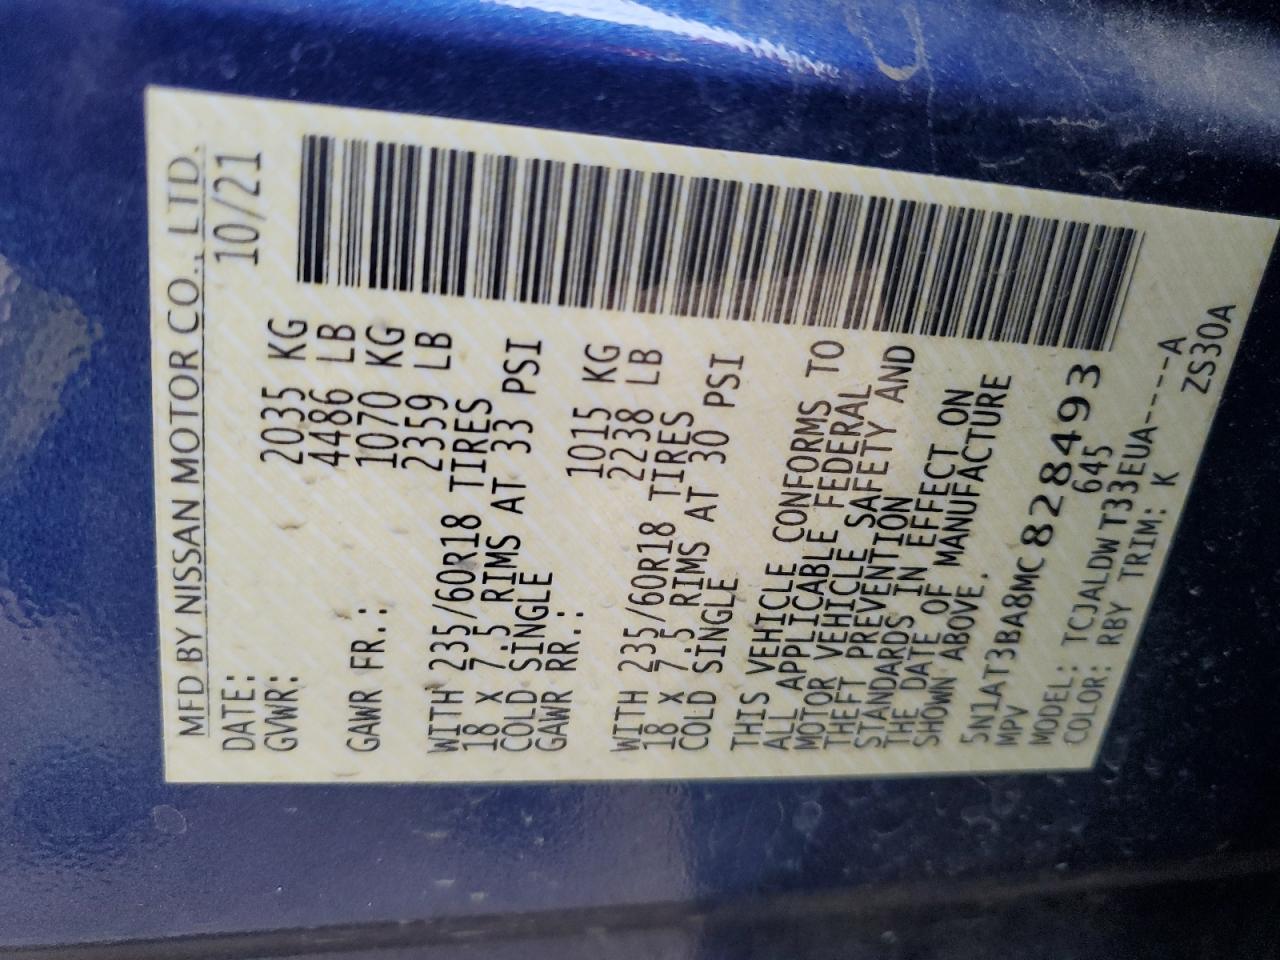 MFD BY NISSAN MOTOR CO., LTD.
DATE: 10/21
GVWR: 2035 KG
4486 LB
GAWR FR.: 1070 KG
2359 LB
WITH 235/60R18 TIRES
18 X 7.5 RIMS AT 33 PSI
COLD SINGLE
GAWR RR.: 1015 KG
2238 LB
WITH 235/60R18 TIRES
18 X 7.5 RIMS AT 30 PSI
COLD SINGLE
THIS VEHICLE CONFORMS TO
ALL APPLICABLE FEDERAL
MOTOR VEHICLE SAFETY AND
THEFT PREVENTION
STANDARDS IN EFFECT ON
THE DATE OF MANUFACTURE
SHOWN ABOVE.
5N1AT3BA8MC828493
MPV 645
MODEL: TCJALDWT33EUA-----A
COLOR: RBY TRIM: K ZS30A